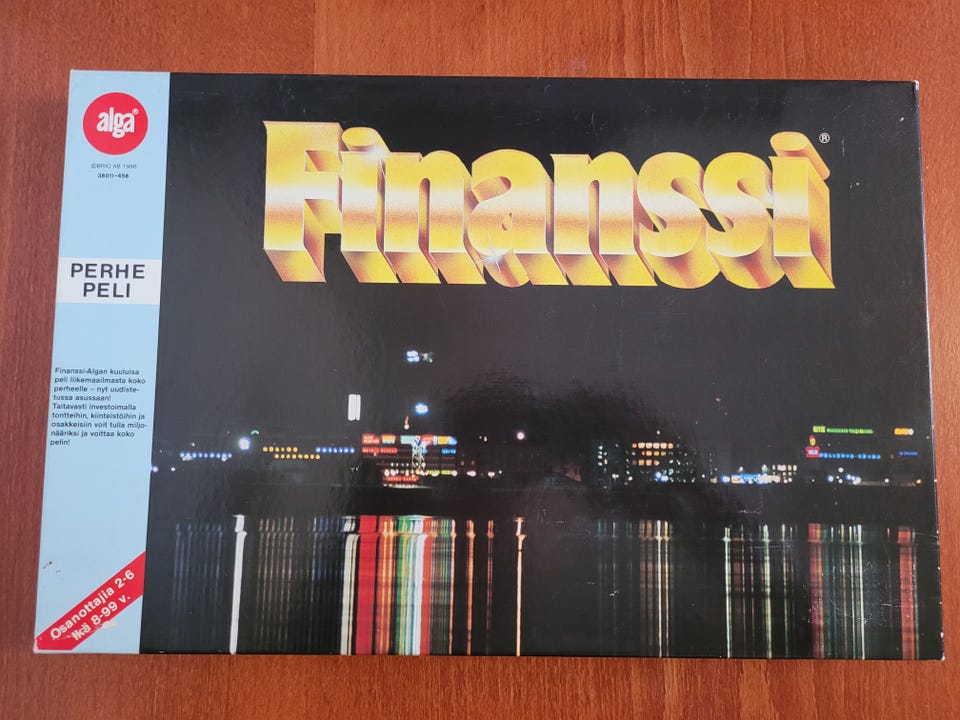 alga®
©BRIO AB 1986
38011-456
PERHE
PELI
Finanssi-Algan kuuluisa
peli liikemaailmasta koko
perheelle – nyt uudiste-
tussa asussaan!
Taitavasti investoimalla
tontteihin, kiinteistöihin ja
osakkeisiin voit tulla miljo-
nääriksi ja voittaa koko
pelin!
Osanottajia 2-6
Ikä 8-99 v.
Finanssi®